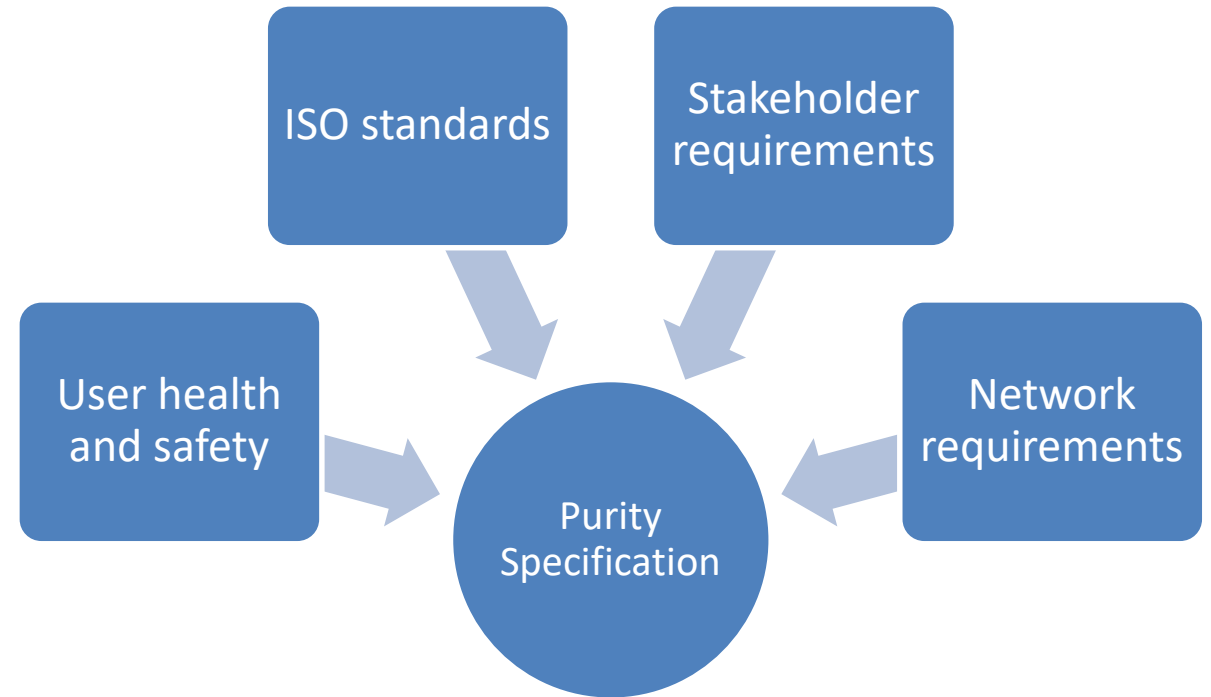 ISO standards
Stakeholder
requirements
User health
and safety
Network
requirements
Purity
Specification